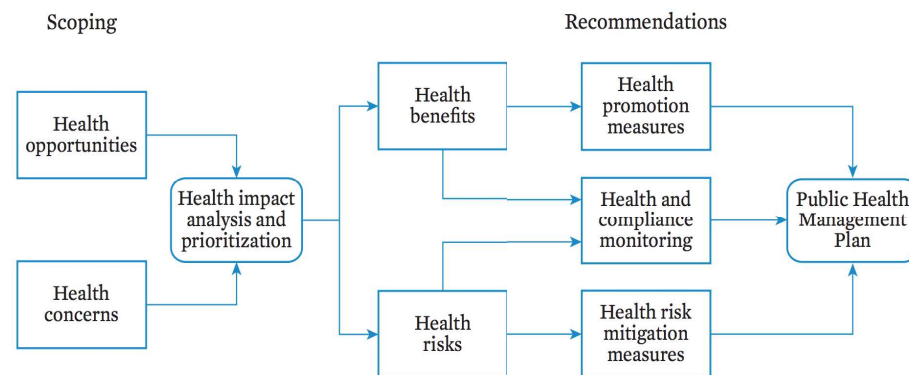 Scoping
Recommendations
Health
opportunities
Health
concerns
Health impact
analysis and
prioritization
Health
benefits
Health
risks
Health
promotion
measures
Health and
compliance
monitoring
Health risk
mitigation
measures
Public Health
Management
Plan